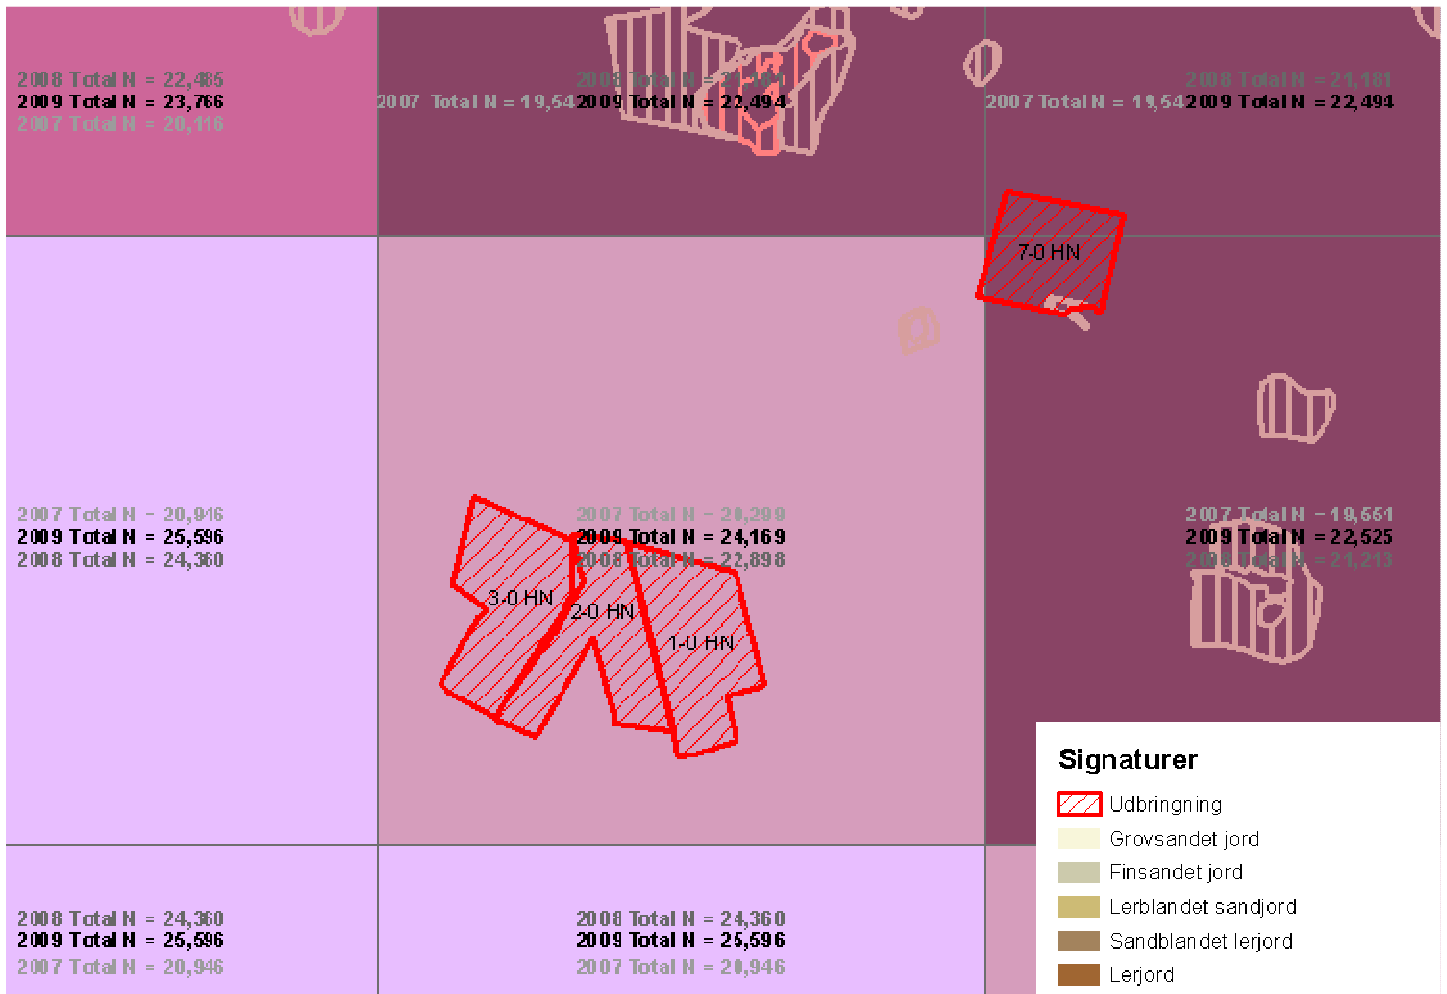 2008 Total N = 22,485
2009 Total N = 23,766
2007 Total N = 20,116
2008 Total N =
2007 Total N = 19,54
2009 Total N = 22,494
2008 Total N = 21,181
2007 Total N = 19,54
2009 Total N = 22,494
7-0 HN
2007 Total N = 20,946
2009 Total N = 25,596
2008 Total N = 24,360
2007 Total N = 20,299
2009 Total N = 24,169
2008 Total N = 22,898
2007 Total N = 19,551
2009 Total N = 22,525
2008 Total N = 21,213
3-0 HN
2-0 HN
1-0 HN
2008 Total N = 24,360
2009 Total N = 25,596
2007 Total N = 20,946
2008 Total N = 24,360
2009 Total N = 25,596
2007 Total N = 20,946
Signaturer
Udbringning
Grovsandet jord
Finsandet jord
Lerblandet sandjord
Sandblandet lerjord
Lerjord